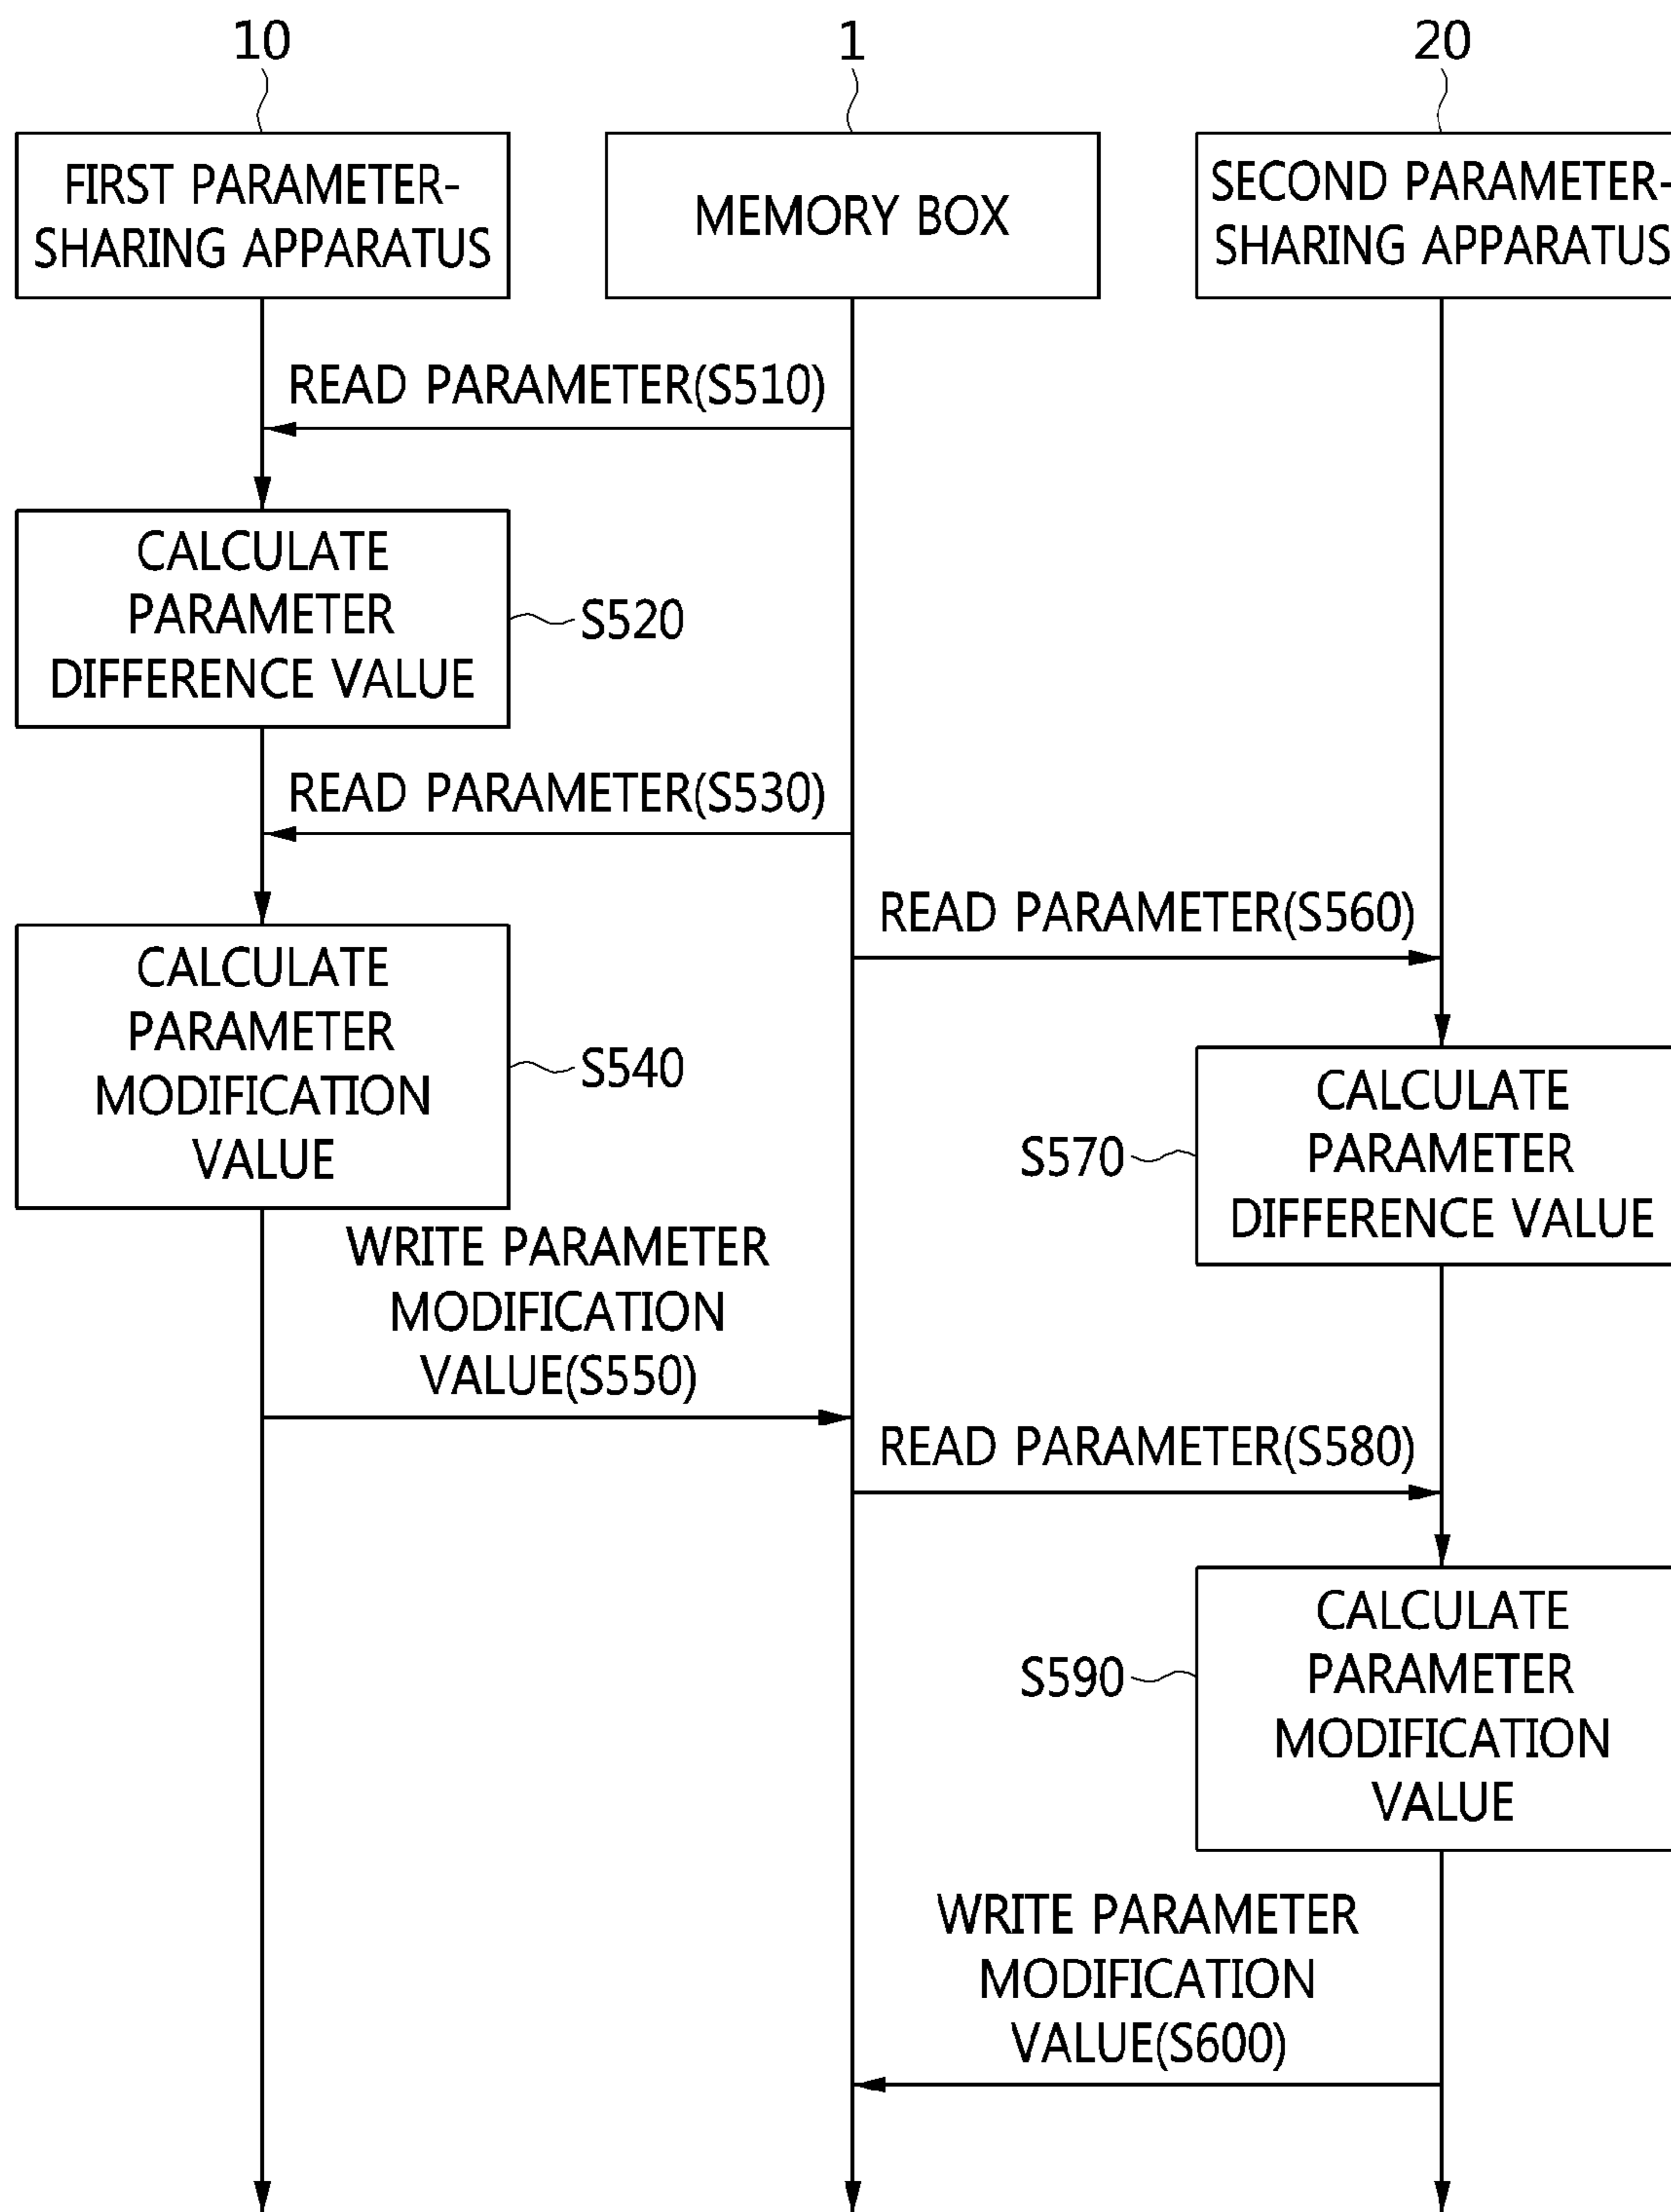 10
1
20
FIRST PARAMETER-
SHARING APPARATUS
MEMORY BOX
SECOND PARAMETER-
SHARING APPARATUS
READ PARAMETER(S510)
CALCULATE
PARAMETER
DIFFERENCE VALUE
S520
READ PARAMETER(S530)
READ PARAMETER(S560)
CALCULATE
PARAMETER
MODIFICATION
VALUE
S540
CALCULATE
PARAMETER
DIFFERENCE VALUE
S570
WRITE PARAMETER
MODIFICATION
VALUE(S550)
READ PARAMETER(S580)
CALCULATE
PARAMETER
MODIFICATION
VALUE
S590
WRITE PARAMETER
MODIFICATION
VALUE(S600)